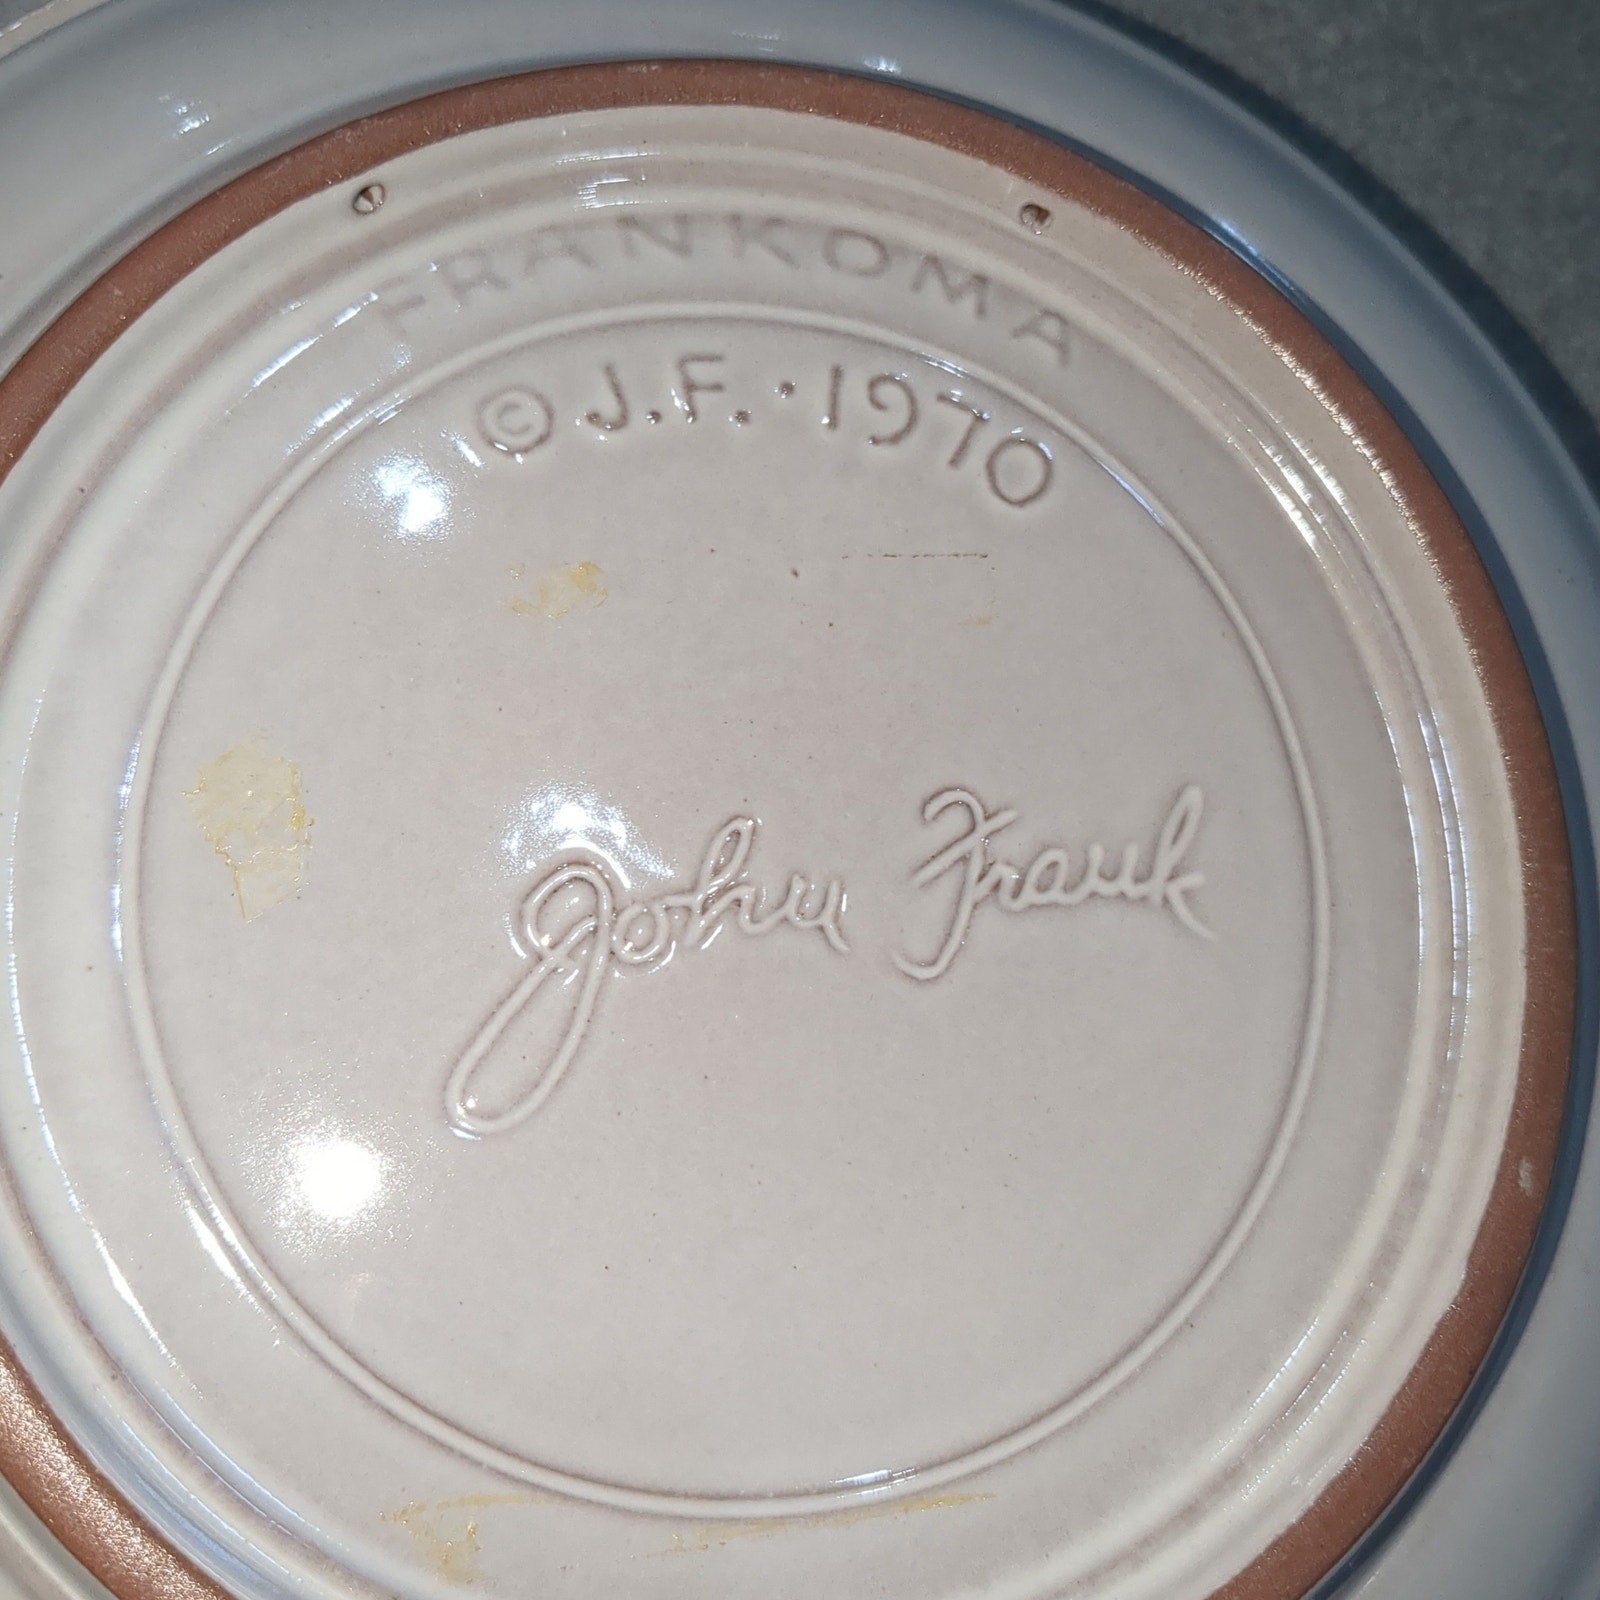 FRANKOMA
© J.F. · 1970
John Frank